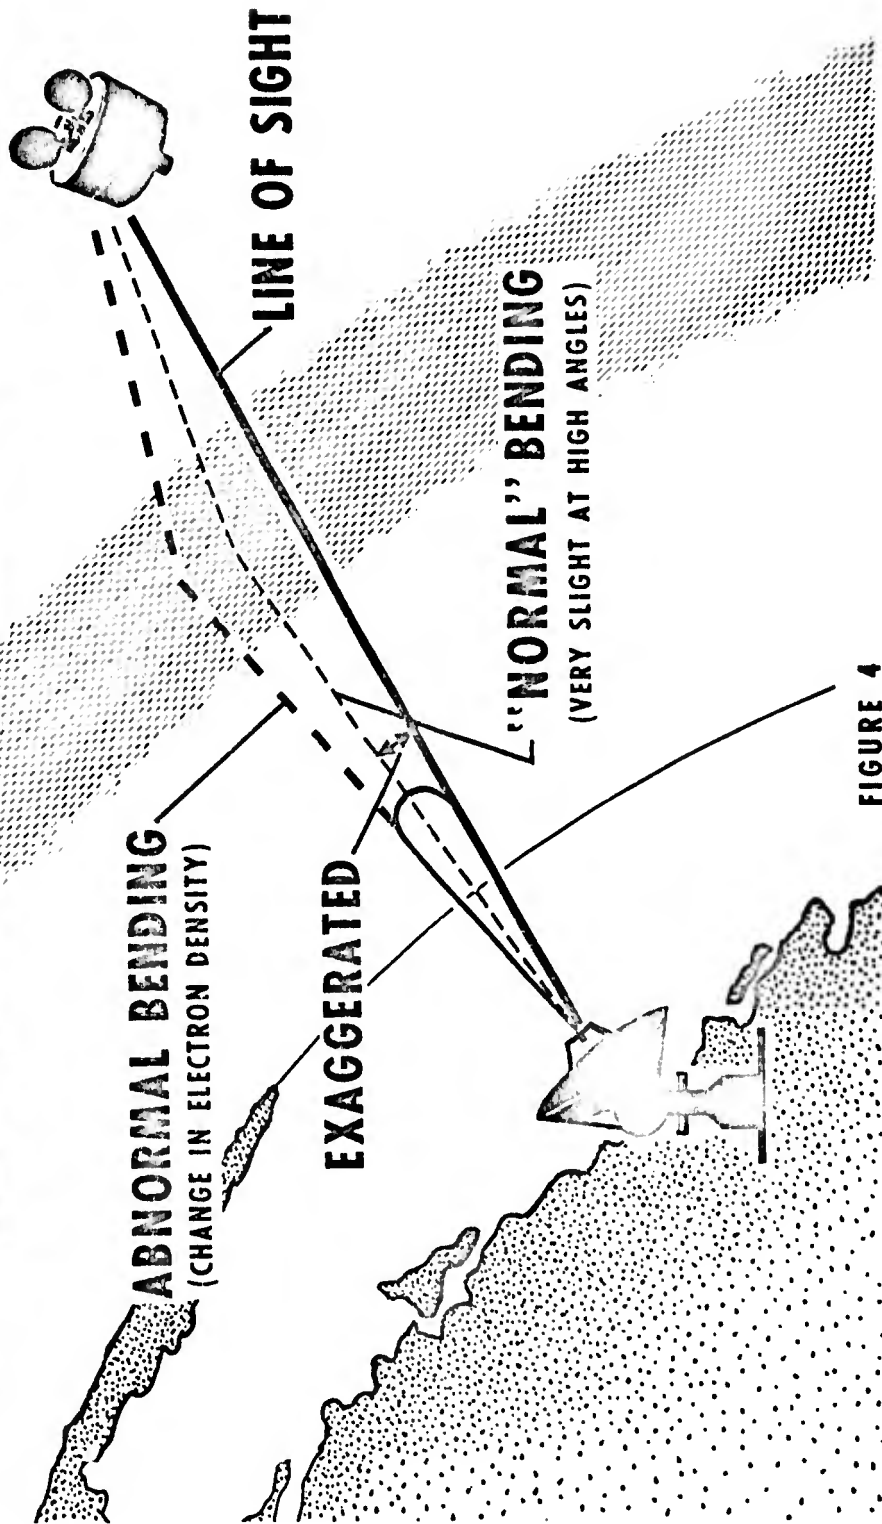 ABNORMAL BENDING
(CHANGE IN ELECTRON DENSITY)
EXAGGERATED
LINE OF SIGHT
"NORMAL" BENDING
(VERY SLIGHT AT HIGH ANGLES)
FIGURE 4